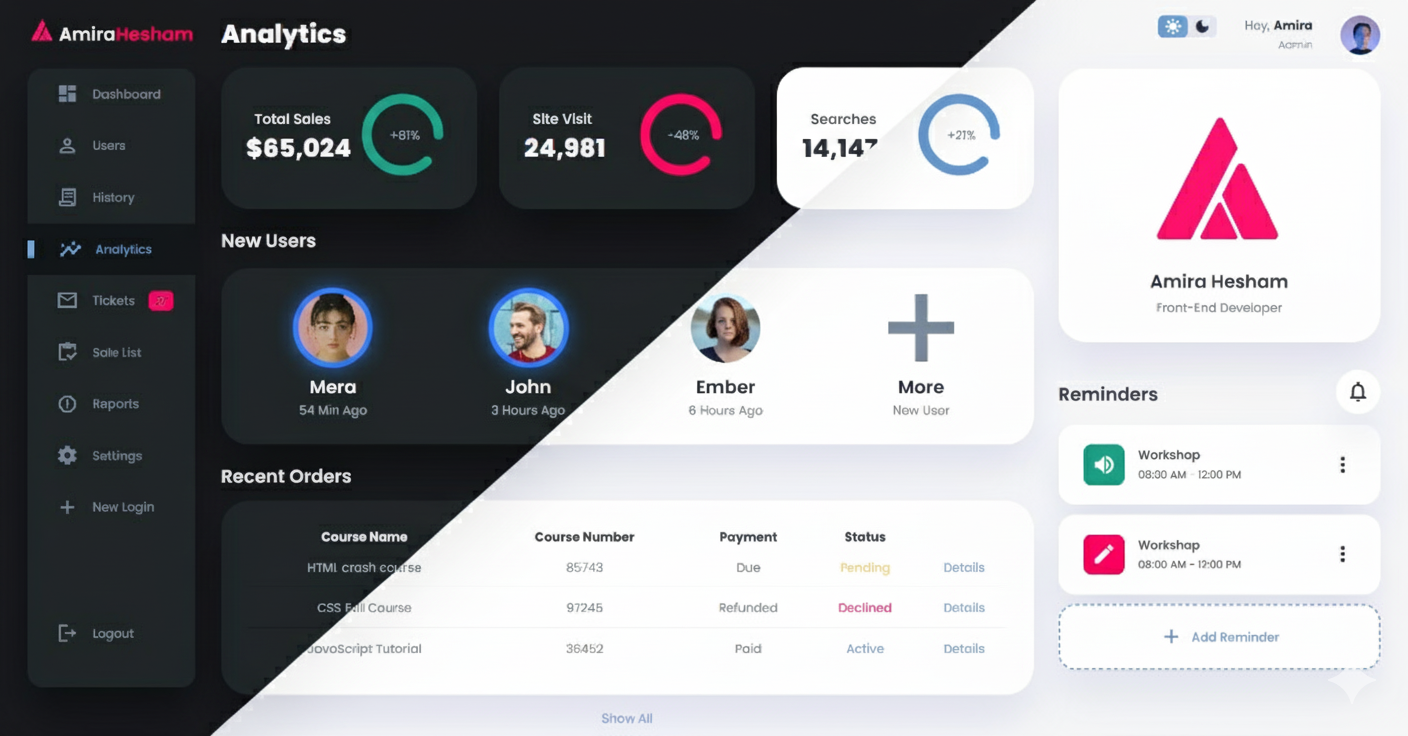 AmiraHesham
Dashboard
Users
History
Analytics
Tickets
Sale List
Reports
Settings
New Login
Logout
Analytics
Total Sales
$65,024
+81%
Site Visit
24,981
-48%
Searches
14,147
+21%
New Users
Mera
54 Min Ago
John
3 Hours Ago
Ember
6 Hours Ago
More
New User
Recent Orders
Course Name Course Number Payment Status
HTML crash course 85743 Due Pending Details
CSS Full Course 97245 Refunded Declined Details
JovoScript Tutorial 36452 Paid Active Details
Show All
Hoy, Amira
Admin
Amira Hesham
Front-End Developer
Reminders
Workshop
08:00 AM - 12:00 PM
Workshap
08:00 AM - 12:00 PM
Add Reminder